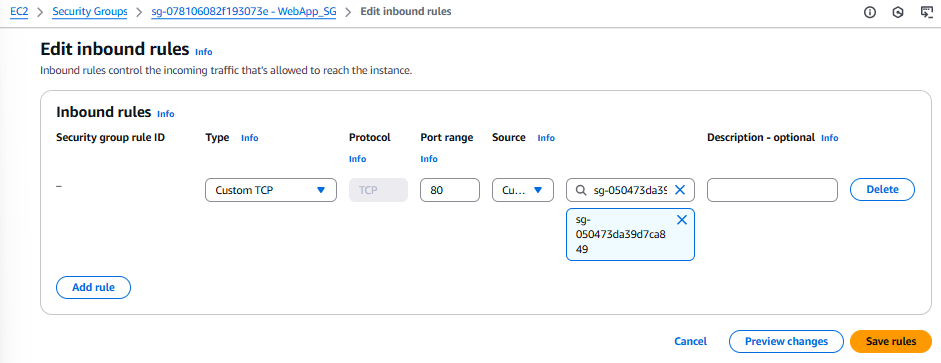 EC2 > Security Groups > sg-078106082f193073e - WebApp_SG > Edit inbound rules
Edit inbound rules Info
Inbound rules control the incoming traffic that's allowed to reach the instance.
Inbound rules Info
Security group rule ID Type Info Protocol Info Port range Info Source Info Description - optional Info
– Custom TCP TCP 80 Cu... sg-050473da39 Delete
sg-
050473da39d7ca8
49
Add rule
Cancel Preview changes Save rules